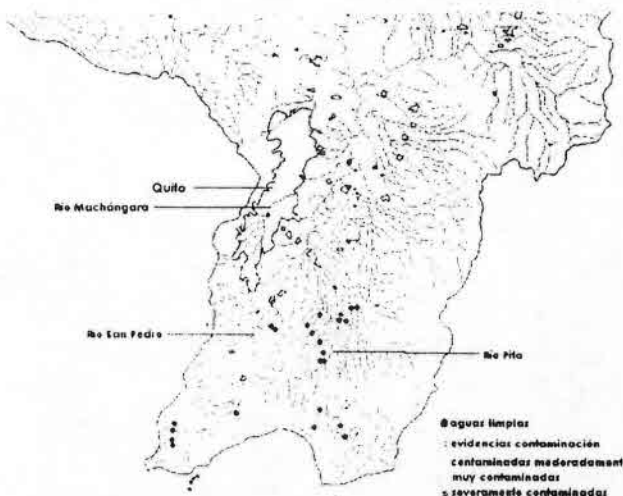 Quito
Río Machángara
Río San Pedro
Río Pita
aguas limpias
: evidencias contaminación
contaminadas moderadament
muy contaminadas
severamente contaminadas